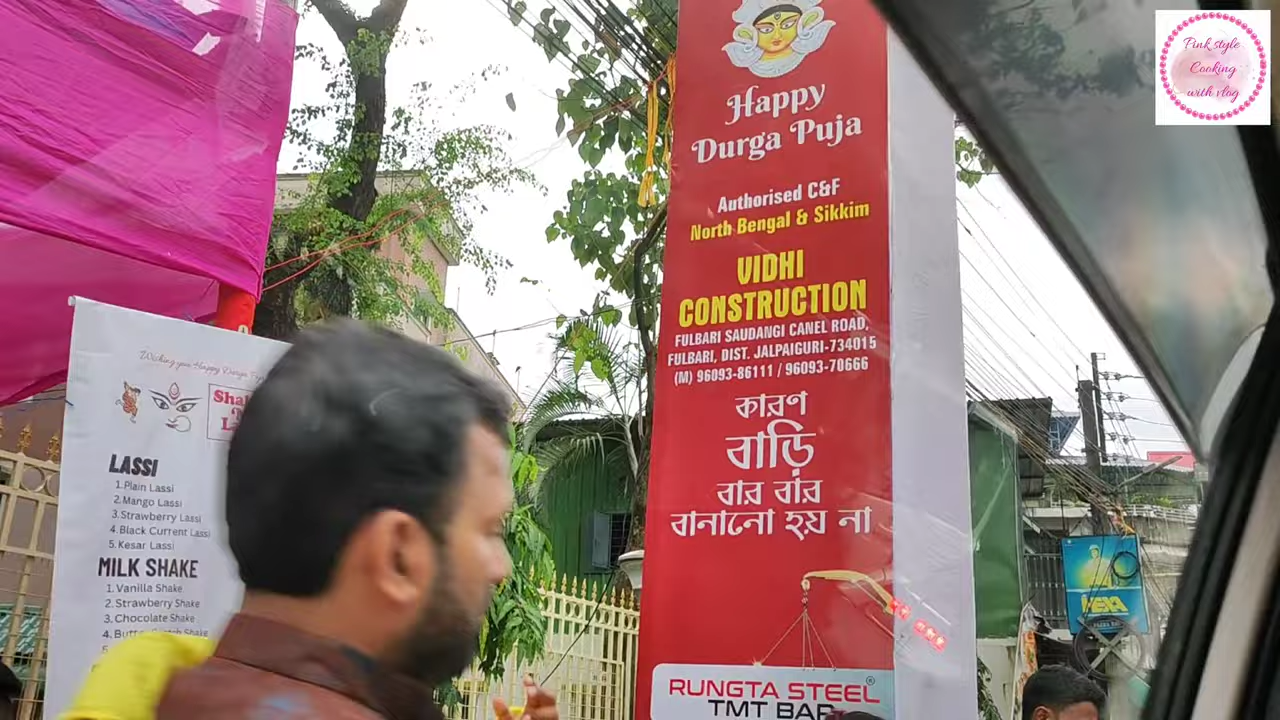 Pink style
Cooking
with vlog
Happy
Durga Puja
Authorised C&F
North Bengal & Sikkim
VIDHI
CONSTRUCTION
FULBARI SAUDANGI CANEL ROAD,
FULBARI, DIST. JALPAIGURI-734015
(M) 96093-86111 / 96093-70666
কারণ
বাড়ি
বার বার
বানানো হয় না
RUNGTA STEEL®
TMT BAR
Wishing you Happy Durga
LASSI
1. Plain Lassi
2. Mango Lassi
3. Strawberry Lassi
4. Black Current Lassi
5. Kesar Lassi
MILK SHAKE
1. Vanilla Shake
2. Strawberry Shake
3. Chocolate Shake
4. Shake